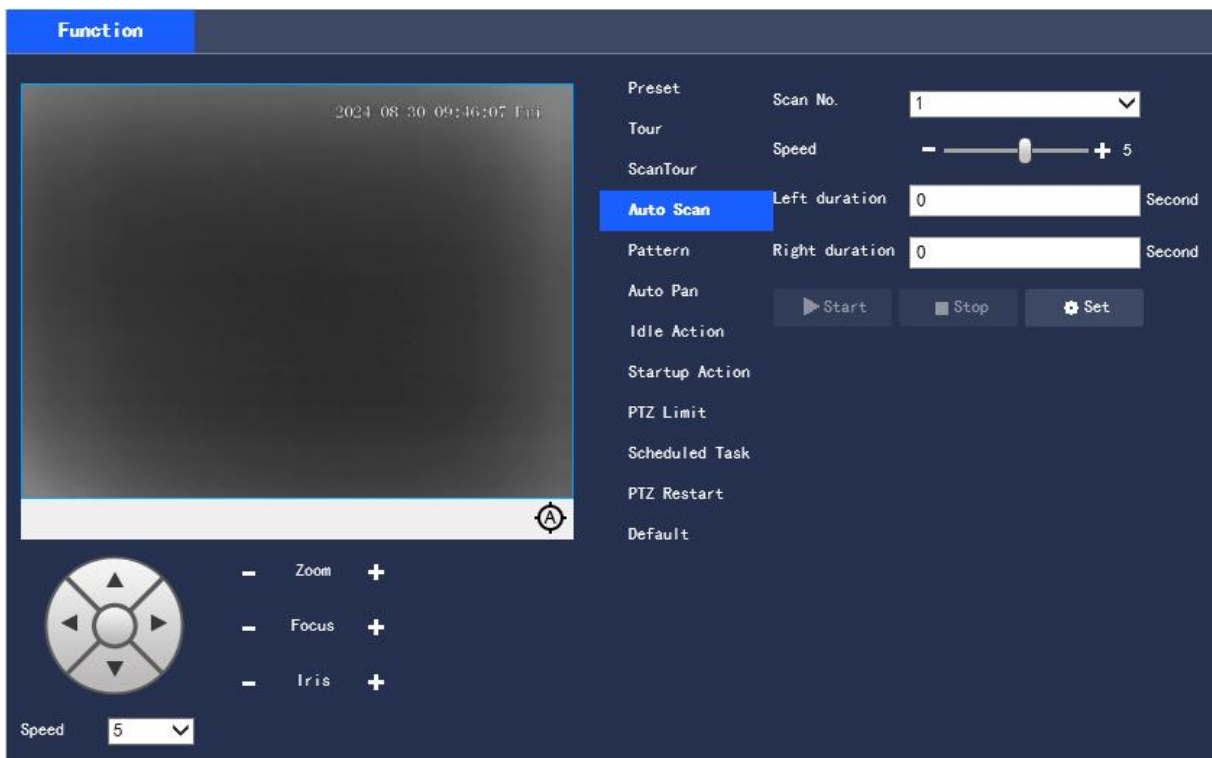 Function
2024-08-30 09:46:07 Fri
A
Zoom
Focus
Iris
Speed 5
Preset
Tour
ScanTour
Auto Scan
Pattern
Auto Pan
Idle Action
Startup Action
PTZ Limit
Scheduled Task
PTZ Restart
Default
Scan No. 1
Speed 5
Left duration 0 Second
Right duration 0 Second
Start Stop Set